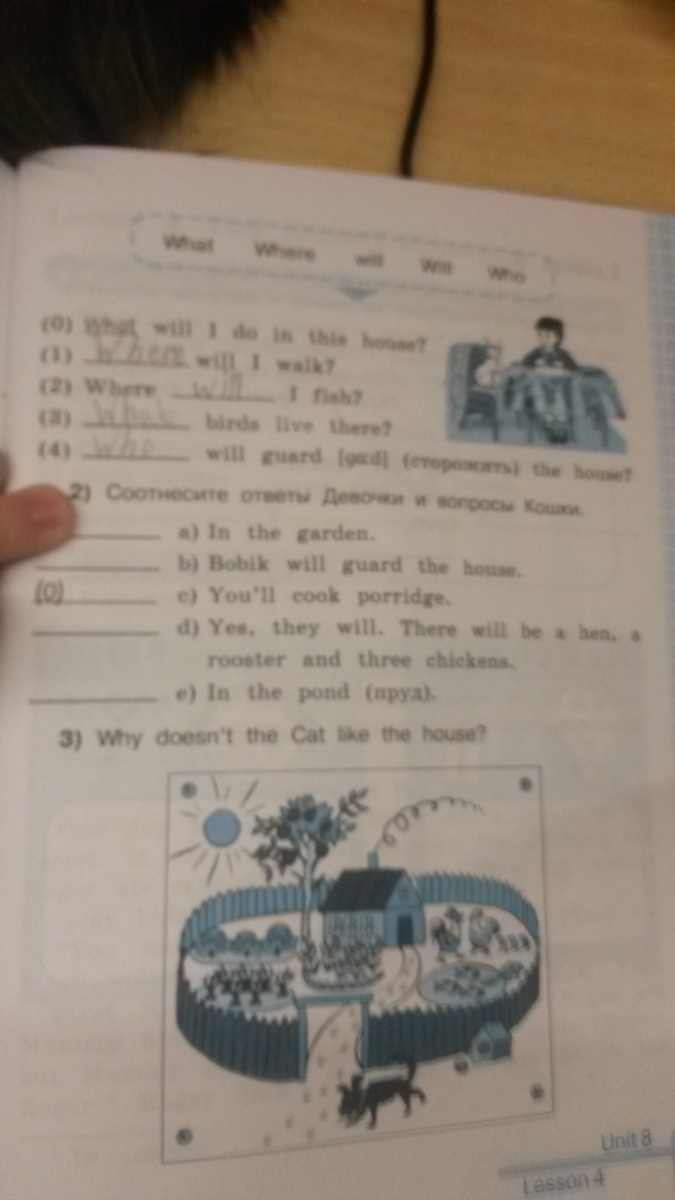 What Where will Will Who
(0) What will I do in this house?
(1) Where will I walk?
(2) Where will I fish?
(3) What birds live there?
(4) Who will guard [gɑ:d] (сторожить) the house?
2) Соотнесите ответы Девочки и вопросы Кошки.
a) In the garden.
b) Bobik will guard the house.
(0) c) You'll cook porridge.
d) Yes, they will. There will be a hen, a
rooster and three chickens.
e) In the pond (пруд).
3) Why doesn't the Cat like the house?
Unit 8
Lesson 4